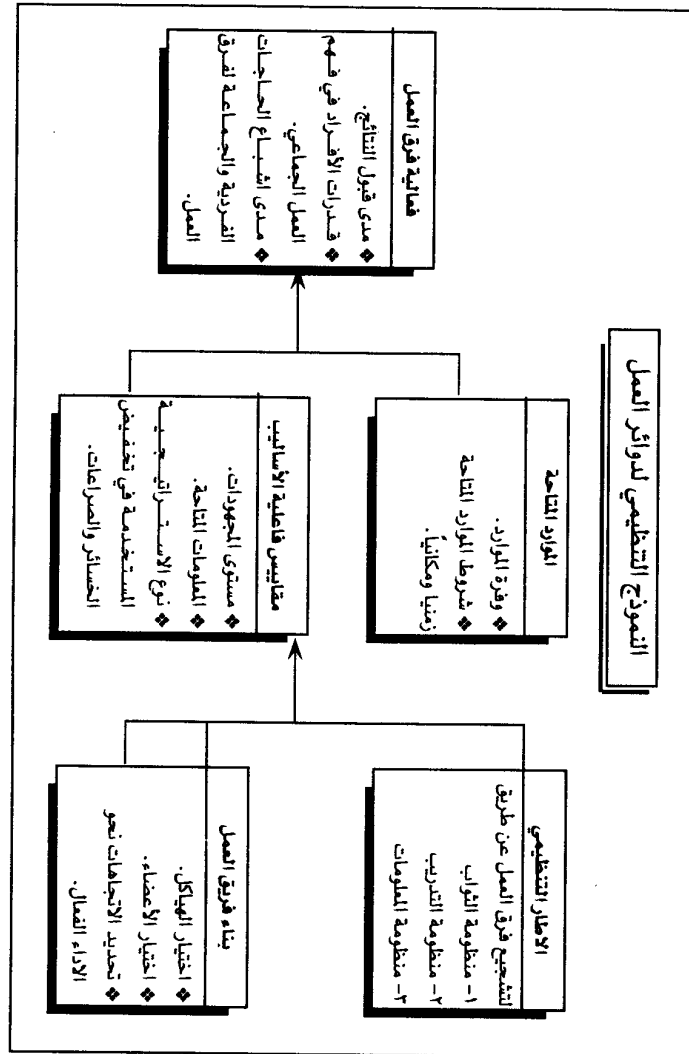 النموذج التنظيمي لدوائر العمل
الاطار التنظيمي
لتشجيع فرق العمل عن طريق
١- منظومة الثواب
٢- منظومة التدريب
٣- منظومة المعلومات
بناء فريق العمل
❖ اختيار الهياكل.
❖ اختيار الأعضاء.
❖ تحديد الاتجاهات نحو
الاداء الفعال.
الموارد المتاحة
❖ وفرة الموارد.
❖ شروط الموارد المتاحة
زمنيا ومكانياً.
مقاييس فاعلية الأساليب
❖ مستوى المجهودات.
❖ المعلومات المتاحة.
❖ نوع الاستراتيجية
المستخدمة في تخفيض
الخسائر والصراعات.
فعالية فرق العمل
❖ مدى قبول النتائج.
❖ قدرات الأفراد في فهم
العمل الجماعي.
❖ مدى اشباع الحاجات
الفردية والجماعة لفرق
العمل.